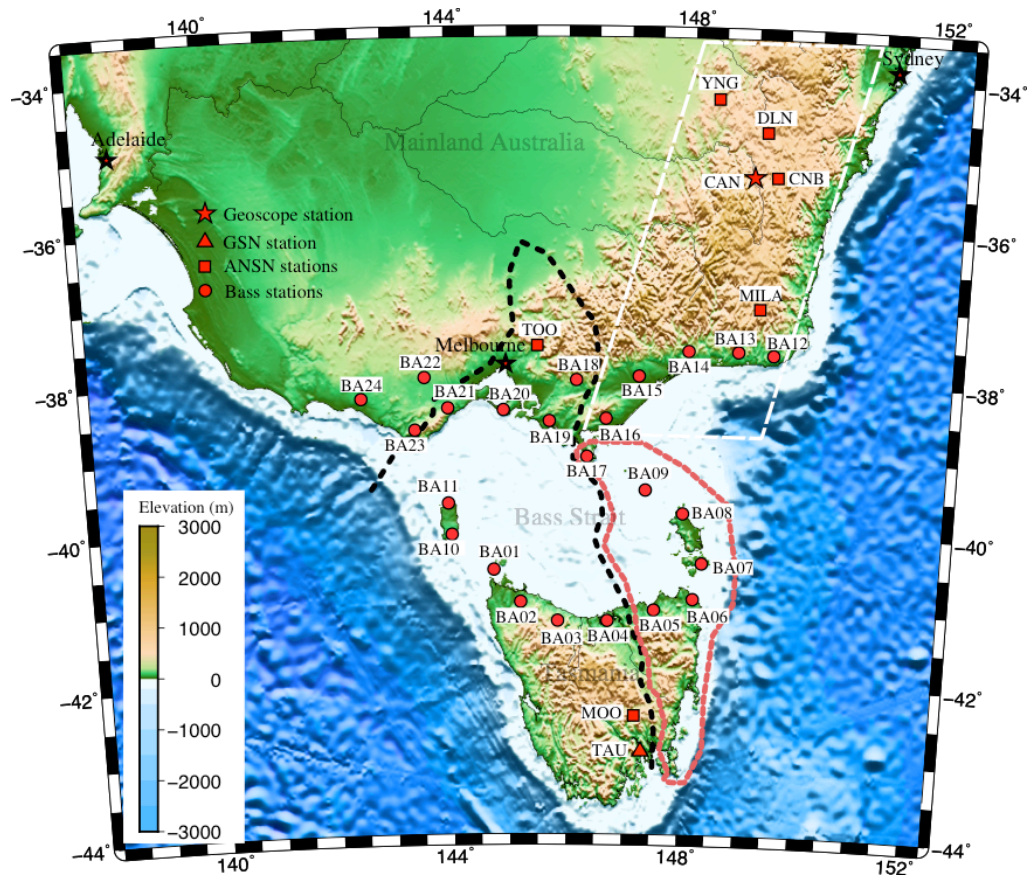 140˚
144˚
148˚
152˚
Sydney
YNG
−34˚
−34˚
DLN
Adelaide
Mainland Australia
CAN
CNB
Geoscope station
−36˚
GSN station
−36˚
ANSN stations
Bass stations
MILA
TOO
Melbourne
BA13
BA12
BA22
BA18
BA14
BA24
BA21
BA20
BA15
−38˚
−38˚
BA23
BA19
BA16
BA17
BA09
BA11
Elevation (m)
BA08
3000
Bass Strait
−40˚
BA10
BA01
−40˚
2000
BA07
BA02
BA06
1000
BA03
BA04
BA05
0
Tasmania
−42˚
−1000
MOO
−42˚
−2000
TAU
−3000
−44˚
−44˚
140˚
144˚
148˚
152˚